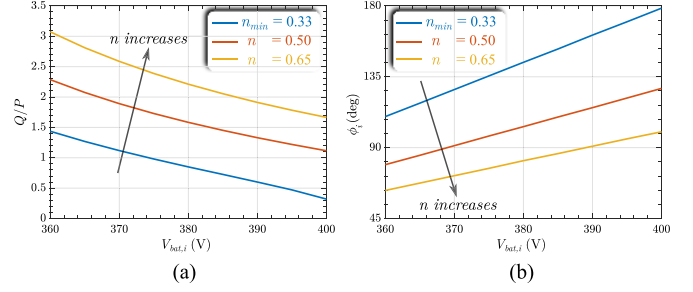 3.5
3
2.5
2
1.5
1
0.5
0
Q/P
n increases
n_min = 0.33
n = 0.50
n = 0.65
360 370 380 390 400
V_bat,i (V)
(a)
180
135
90
45
ϕ_i (deg)
n_min = 0.33
n = 0.50
n = 0.65
n increases
360 370 380 390 400
V_bat,i (V)
(b)